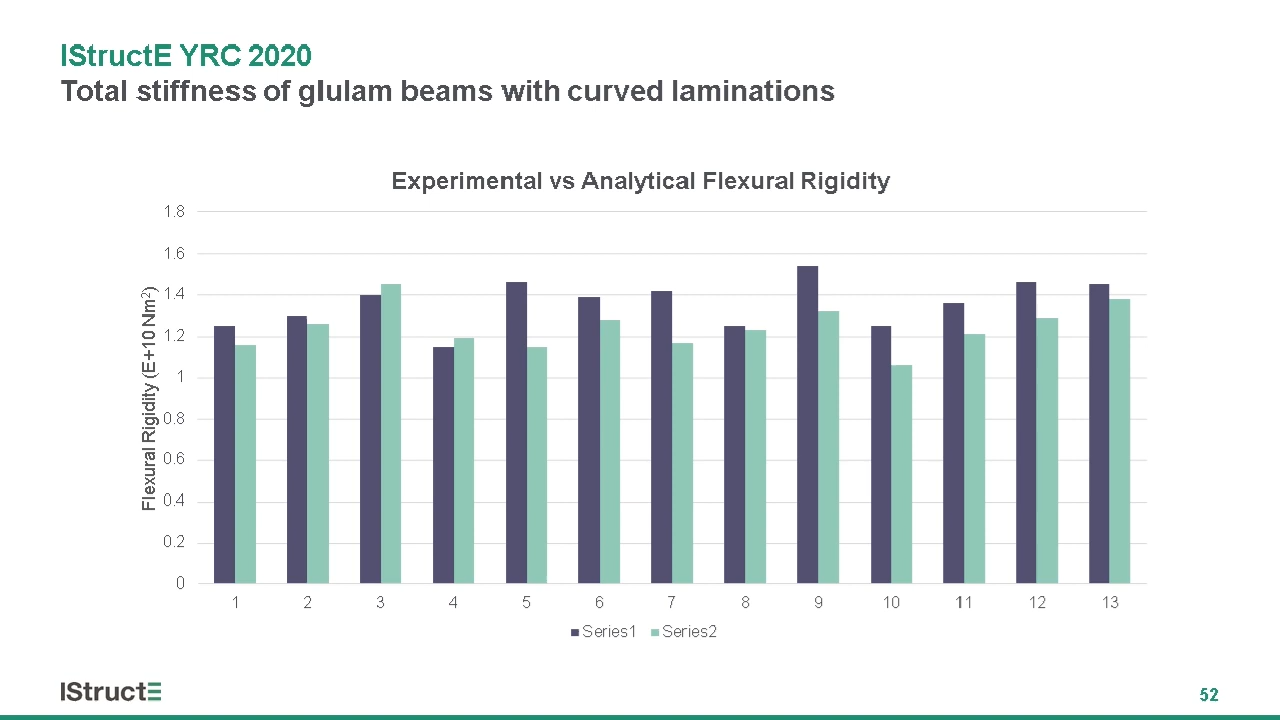 IStructE YRC 2020
Total stiffness of glulam beams with curved laminations
Experimental vs Analytical Flexural Rigidity
Flexural Rigidity (E+10 Nm²)
1.8
1.6
1.4
1.2
1
0.8
0.6
0.4
0.2
0
1 2 3 4 5 6 7 8 9 10 11 12 13
Series1 Series2
IStructE
52